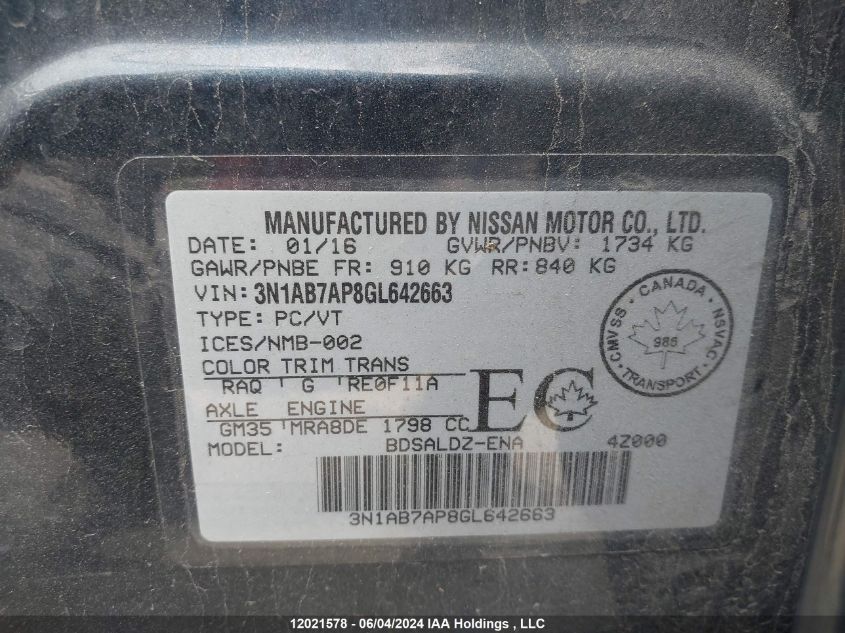 MANUFACTURED BY NISSAN MOTOR CO., LTD.
DATE: 01/16 GVWR/PNBV: 1734 KG
GAWR/PNBE FR: 910 KG RR: 840 KG
VIN: 3N1AB7AP8GL642663
TYPE: PC/VT
ICES/NMB-002
COLOR TRIM TRANS
RAQ G RE0F11A
AXLE ENGINE
GM35 MRA8DE 1798 CC
MODEL: BDSALDZ-ENA 4Z000
3N1AB7AP8GL642663
CANADA
CMVSS NSVAC
986
TRANSPORT
EC
12021578 - 06/04/2024 IAA Holdings, LLC